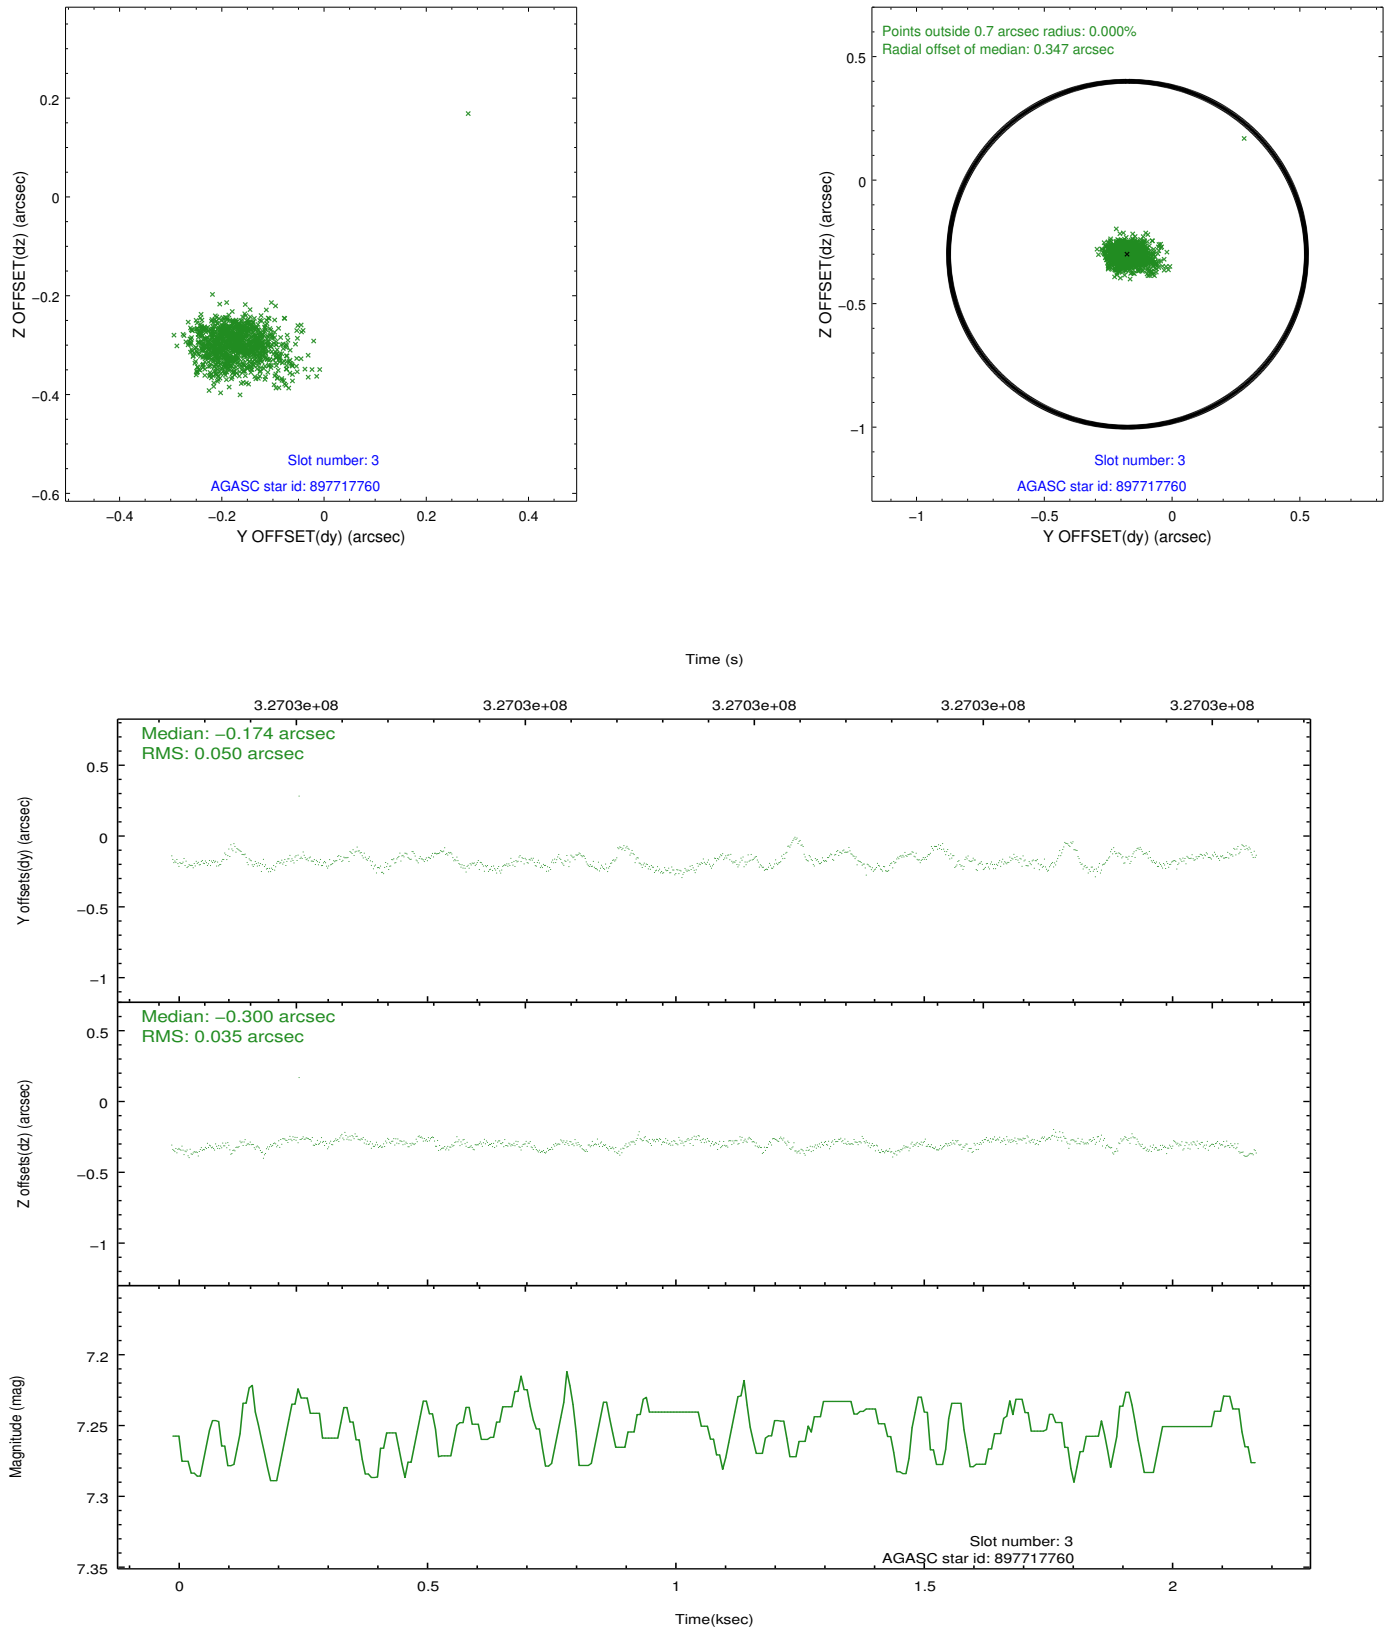 0.2
0
−0.2
−0.4
−0.6
Z OFFSET(dz) (arcsec)
Slot number: 3
AGASC star id: 897717760
−0.4 −0.2 0 0.2 0.4
Y OFFSET(dy) (arcsec)
Points outside 0.7 arcsec radius: 0.000%
Radial offset of median: 0.347 arcsec
0.5
0
−0.5
−1
Z OFFSET(dz) (arcsec)
Slot number: 3
AGASC star id: 897717760
−1 −0.5 0 0.5
Y OFFSET(dy) (arcsec)
Time (s)
3.2703e+08 3.2703e+08 3.2703e+08 3.2703e+08 3.2703e+08
Median: −0.174 arcsec
RMS: 0.050 arcsec
0.5
0
−0.5
−1
Y offsets(dy) (arcsec)
Median: −0.300 arcsec
RMS: 0.035 arcsec
0.5
0
−0.5
−1
Z offsets(dz) (arcsec)
7.2
7.25
7.3
7.35
Magnitude (mag)
Slot number: 3
AGASC star id: 897717760
0 0.5 1 1.5 2
Time(ksec)